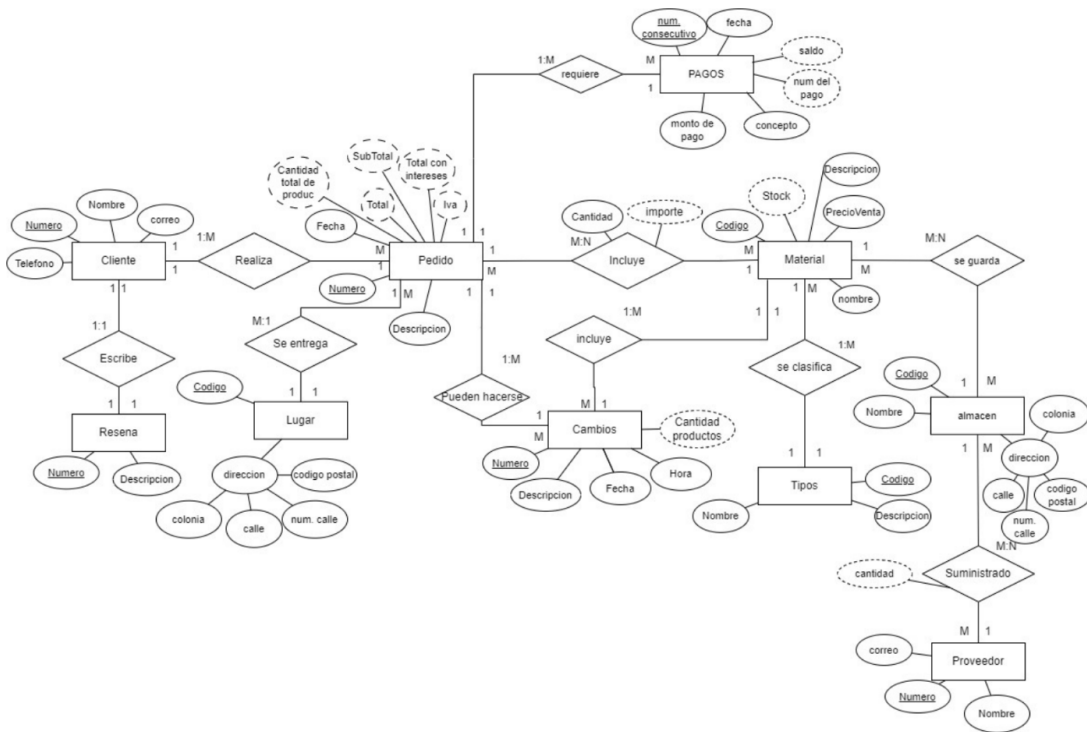 num.
consecutivo
fecha
saldo
1:M
M
requiere
PAGOS
1
num del
pago
monto de
pago
concepto
SubTotal
Total con
intereses
Cantidad
total de
produc
Total
Iva
Descripcion
Stock
Nombre
Numero
correo
Fecha
Cantidad
importe
Codigo
PrecioVenta
1
1:M
M
1
1
M:N
M
1
M:N
Telefono
Cliente
Realiza
Pedido
Incluye
Material
se guarda
1
1
M
1
M
nombre
Numero
1
1
1
M
1
1
1
1
1
M
Descripcion
1:1
M:1
1:M
1:M
Escribe
Se entrega
incluye
se clasifica
1:M
Codigo
Pueden hacerse
Codigo
1
1
1
1
M
1
1
M
Nombre
almacen
colonia
Resena
Lugar
1
M
Cambios
Cantidad
productos
1
M
direccion
Numero
Descripcion
direccion
codigo postal
Numero
Hora
1
1
calle
codigo
postal
colonia
calle
num. calle
Descripcion
Fecha
Tipos
Codigo
Nombre
Descripcion
num.
calle
M:N
cantidad
Suministrado
M
1
correo
Proveedor
Numero
Nombre